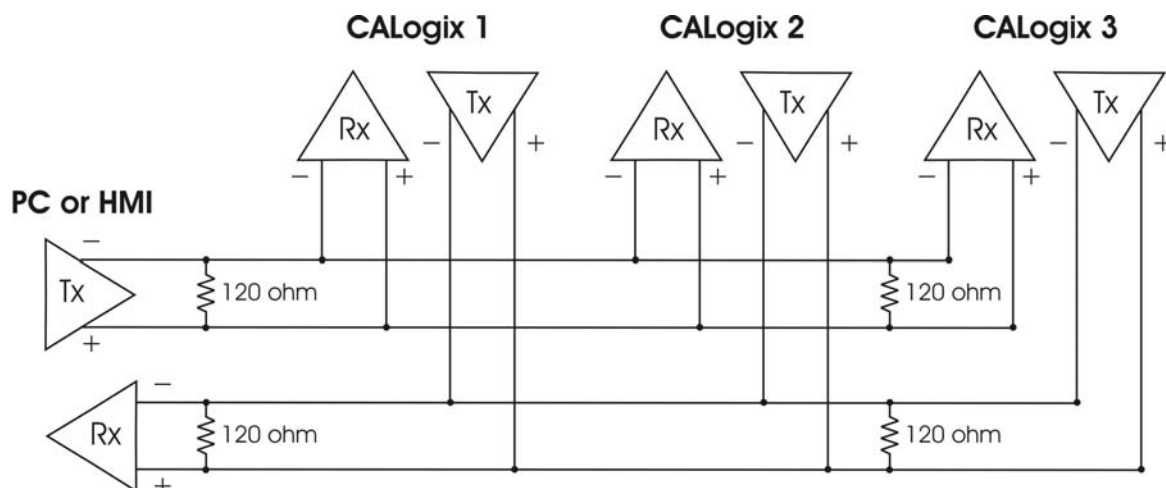 CALogix 1 CALogix 2 CALogix 3
Rx Tx Rx Tx Rx Tx
− + − + − +
− + − + − +
PC or HMI
−
Tx 120 ohm 120 ohm
+
−
Rx 120 ohm 120 ohm
+